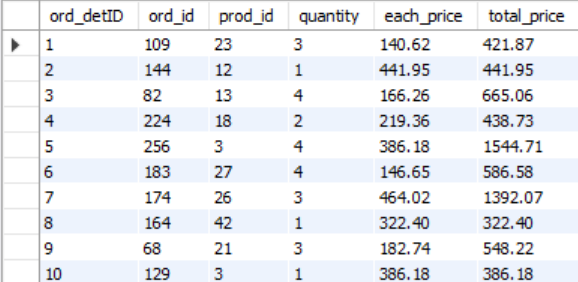 ord_detID ord_id prod_id quantity each_price total_price
1 109 23 3 140.62 421.87
2 144 12 1 441.95 441.95
3 82 13 4 166.26 665.06
4 224 18 2 219.36 438.73
5 256 3 4 386.18 1544.71
6 183 27 4 146.65 586.58
7 174 26 3 464.02 1392.07
8 164 42 1 322.40 322.40
9 68 21 3 182.74 548.22
10 129 3 1 386.18 386.18